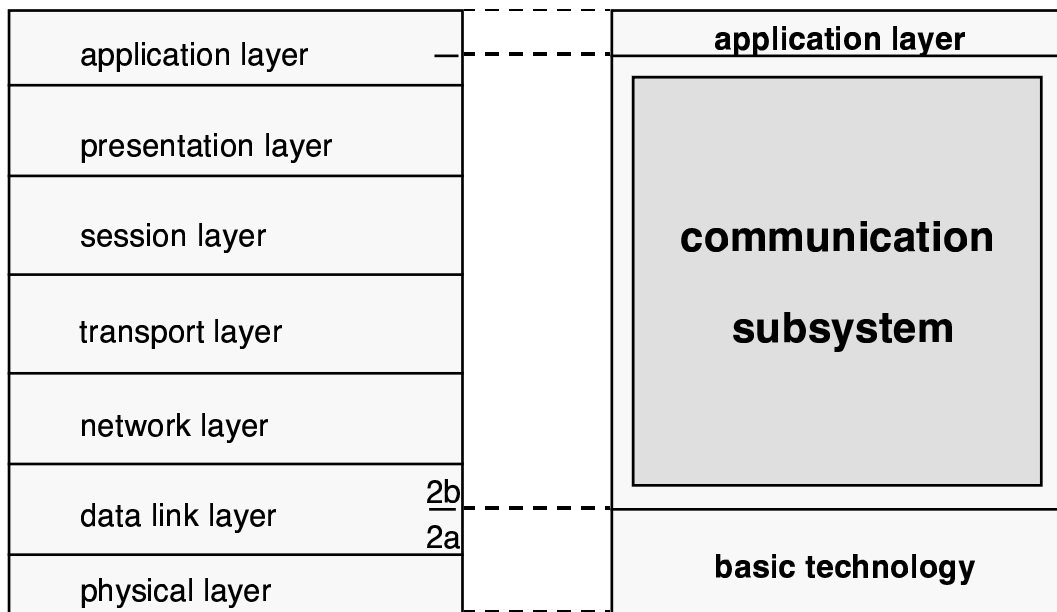 application layer
presentation layer
session layer
transport layer
network layer
data link layer
2b
2a
physical layer
application layer
communication
subsystem
basic technology